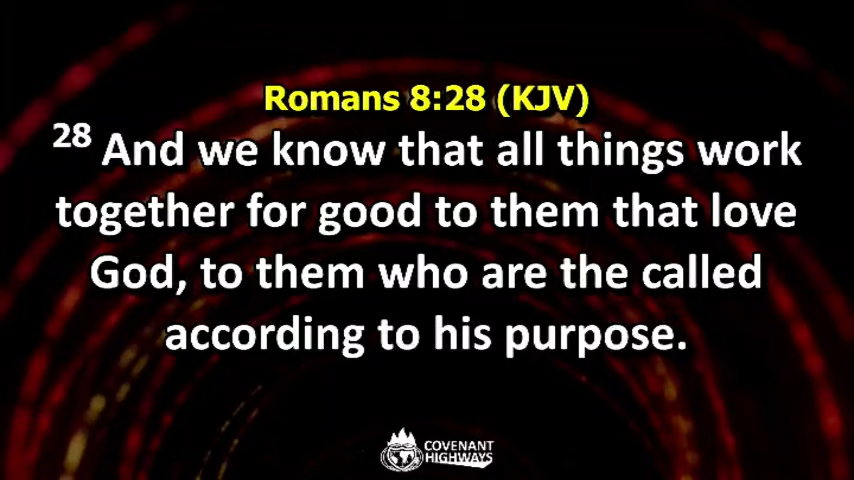 Romans 8:28 (KJV)
28 And we know that all things work
together for good to them that love
God, to them who are the called
according to his purpose.
COVENANT
HIGHWAYS